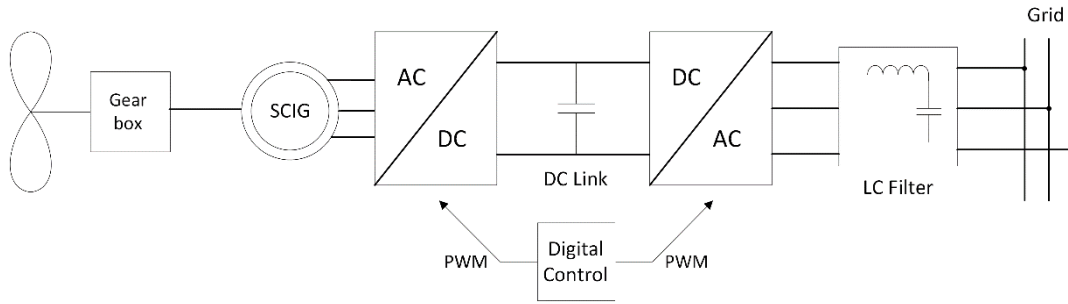 Grid
Gear
box
SCIG
AC
DC
DC
AC
DC Link
LC Filter
PWM
Digital
Control
PWM